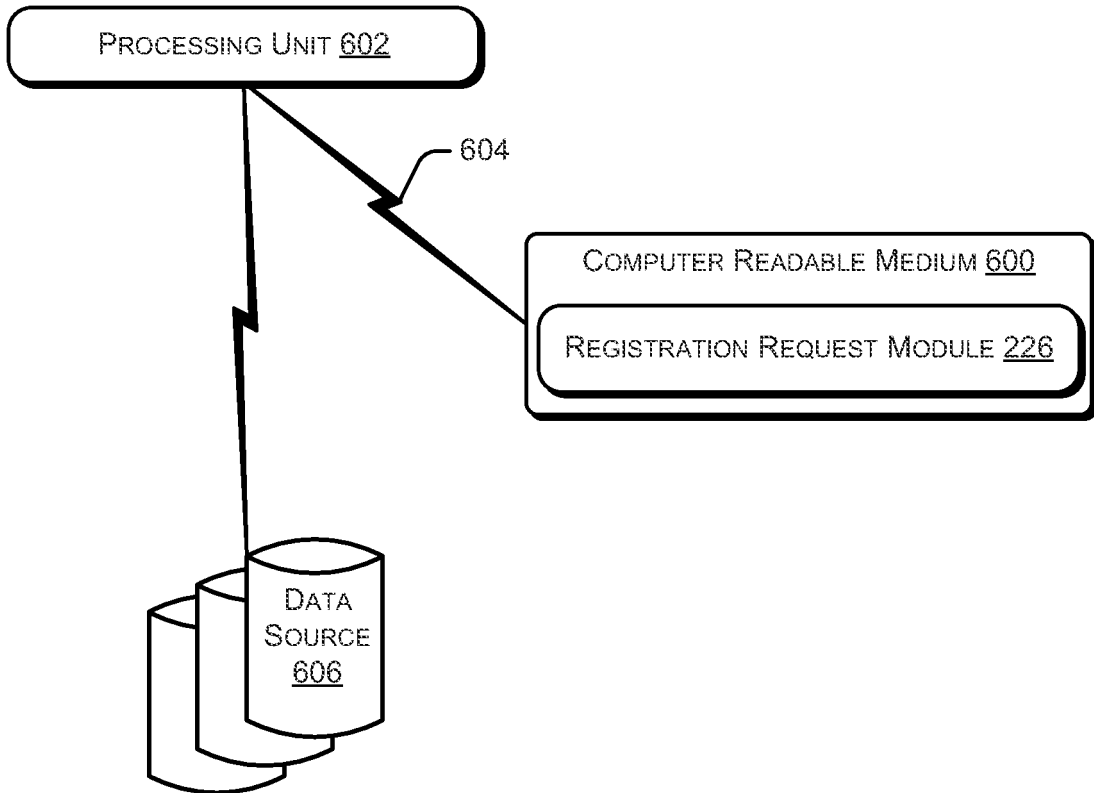 PROCESSING UNIT 602
604
COMPUTER READABLE MEDIUM 600
REGISTRATION REQUEST MODULE 226
DATA
SOURCE
606